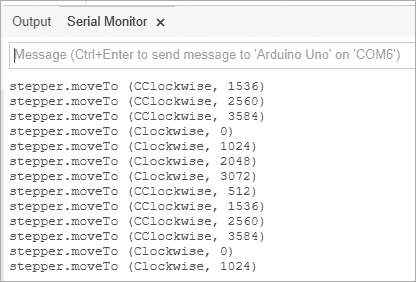 Output Serial Monitor ×
Message (Ctrl+Enter to send message to 'Arduino Uno' on 'COM6')
stepper.moveTo (CClockwise, 1536)
stepper.moveTo (CClockwise, 2560)
stepper.moveTo (CClockwise, 3584)
stepper.moveTo (Clockwise, 0)
stepper.moveTo (Clockwise, 1024)
stepper.moveTo (Clockwise, 2048)
stepper.moveTo (Clockwise, 3072)
stepper.moveTo (CClockwise, 512)
stepper.moveTo (CClockwise, 1536)
stepper.moveTo (CClockwise, 2560)
stepper.moveTo (CClockwise, 3584)
stepper.moveTo (Clockwise, 0)
stepper.moveTo (Clockwise, 1024)